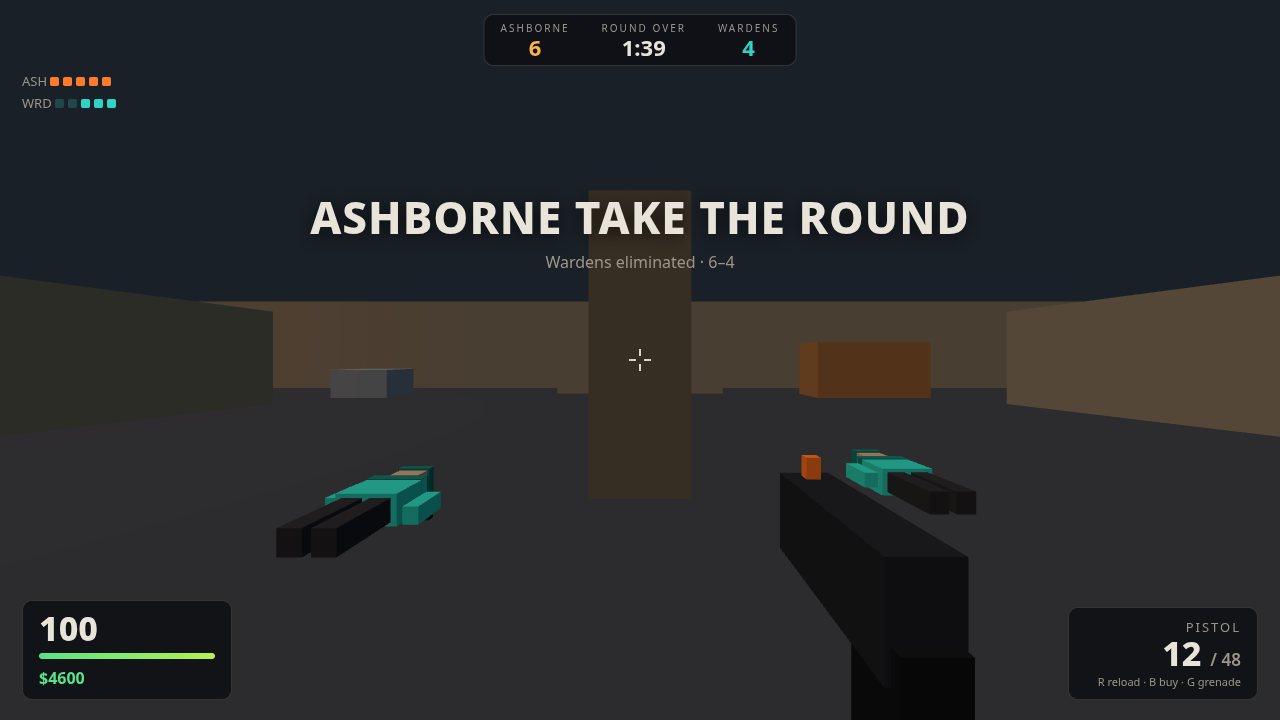 ASHBORNE
6
ROUND OVER
1:39
WARDENS
4
ASH
WRD
ASHBORNE TAKE THE ROUND
Wardens eliminated · 6–4
100
$4600
PISTOL
12 / 48
R reload · B buy · G grenade